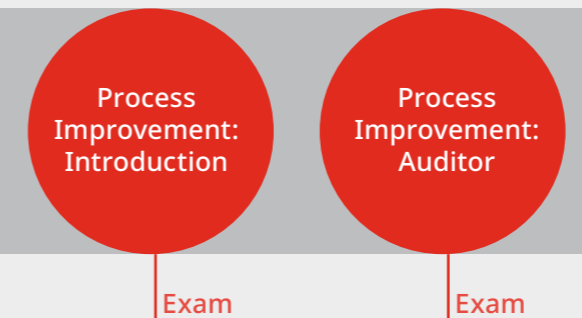 Process
Improvement:
Introduction
Process
Improvement:
Auditor
Exam
Exam